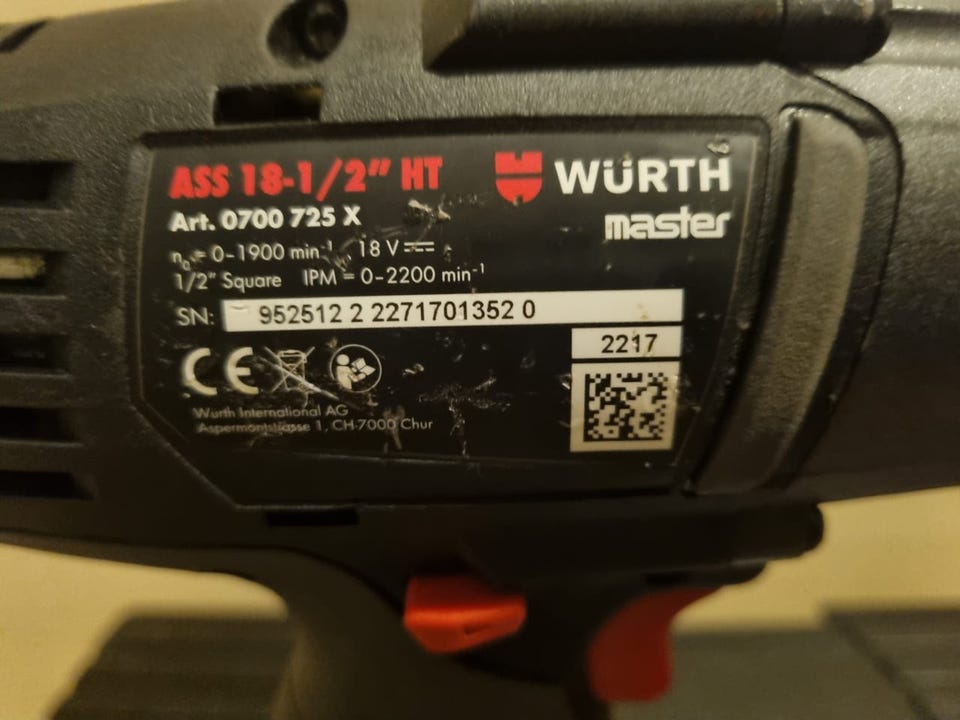 ASS 18-1/2" HT
WÜRTH
master
Art. 0700 725 X
n₀ = 0-1900 min⁻¹ 18 V
1/2" Square IPM = 0-2200 min⁻¹
SN: 952512 2 2271701352 0
2217
CE
Würth International AG
Aspermontstrasse 1, CH-7000 Chur